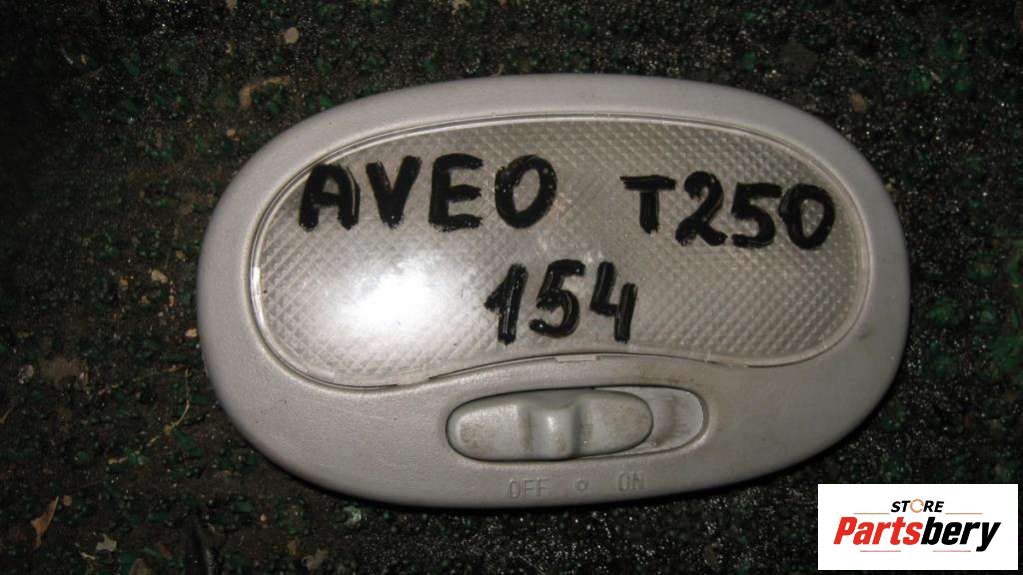 AVEO T250
154
OFF o ON
STORE
Partsbery